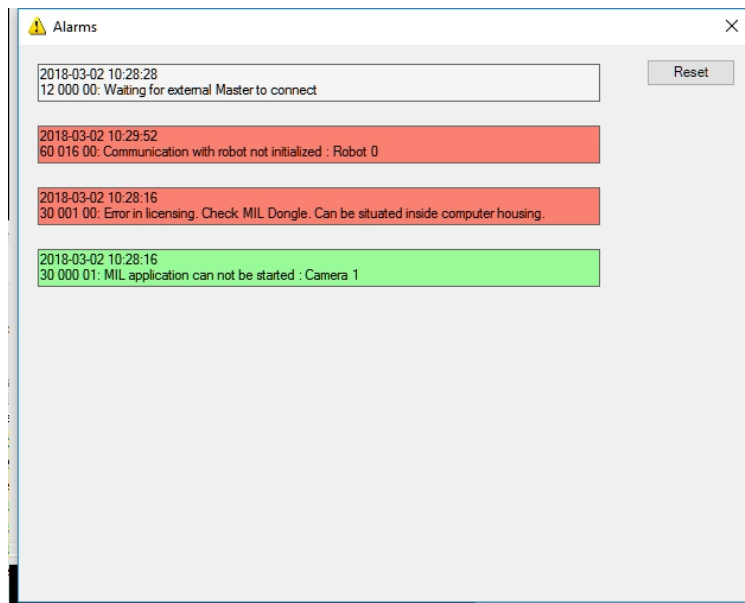 Alarms
Reset
2018-03-02 10:28:28
12 000 00: Waiting for external Master to connect
2018-03-02 10:29:52
60 016 00: Communication with robot not initialized : Robot 0
2018-03-02 10:28:16
30 001 00: Error in licensing. Check MIL Dongle. Can be situated inside computer housing.
2018-03-02 10:28:16
30 000 01: MIL application can not be started : Camera 1